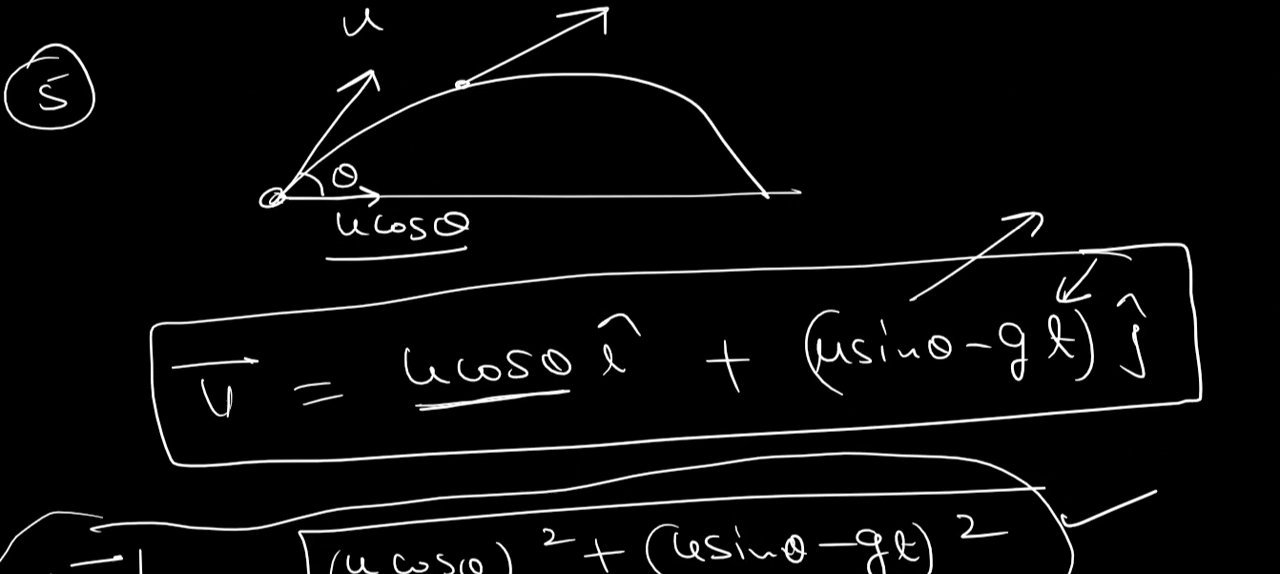 5
u
θ
ucosθ
v⃗ = ucosθ î + (usinθ-gt) ĵ
(ucosθ)² + (usinθ-gt)²